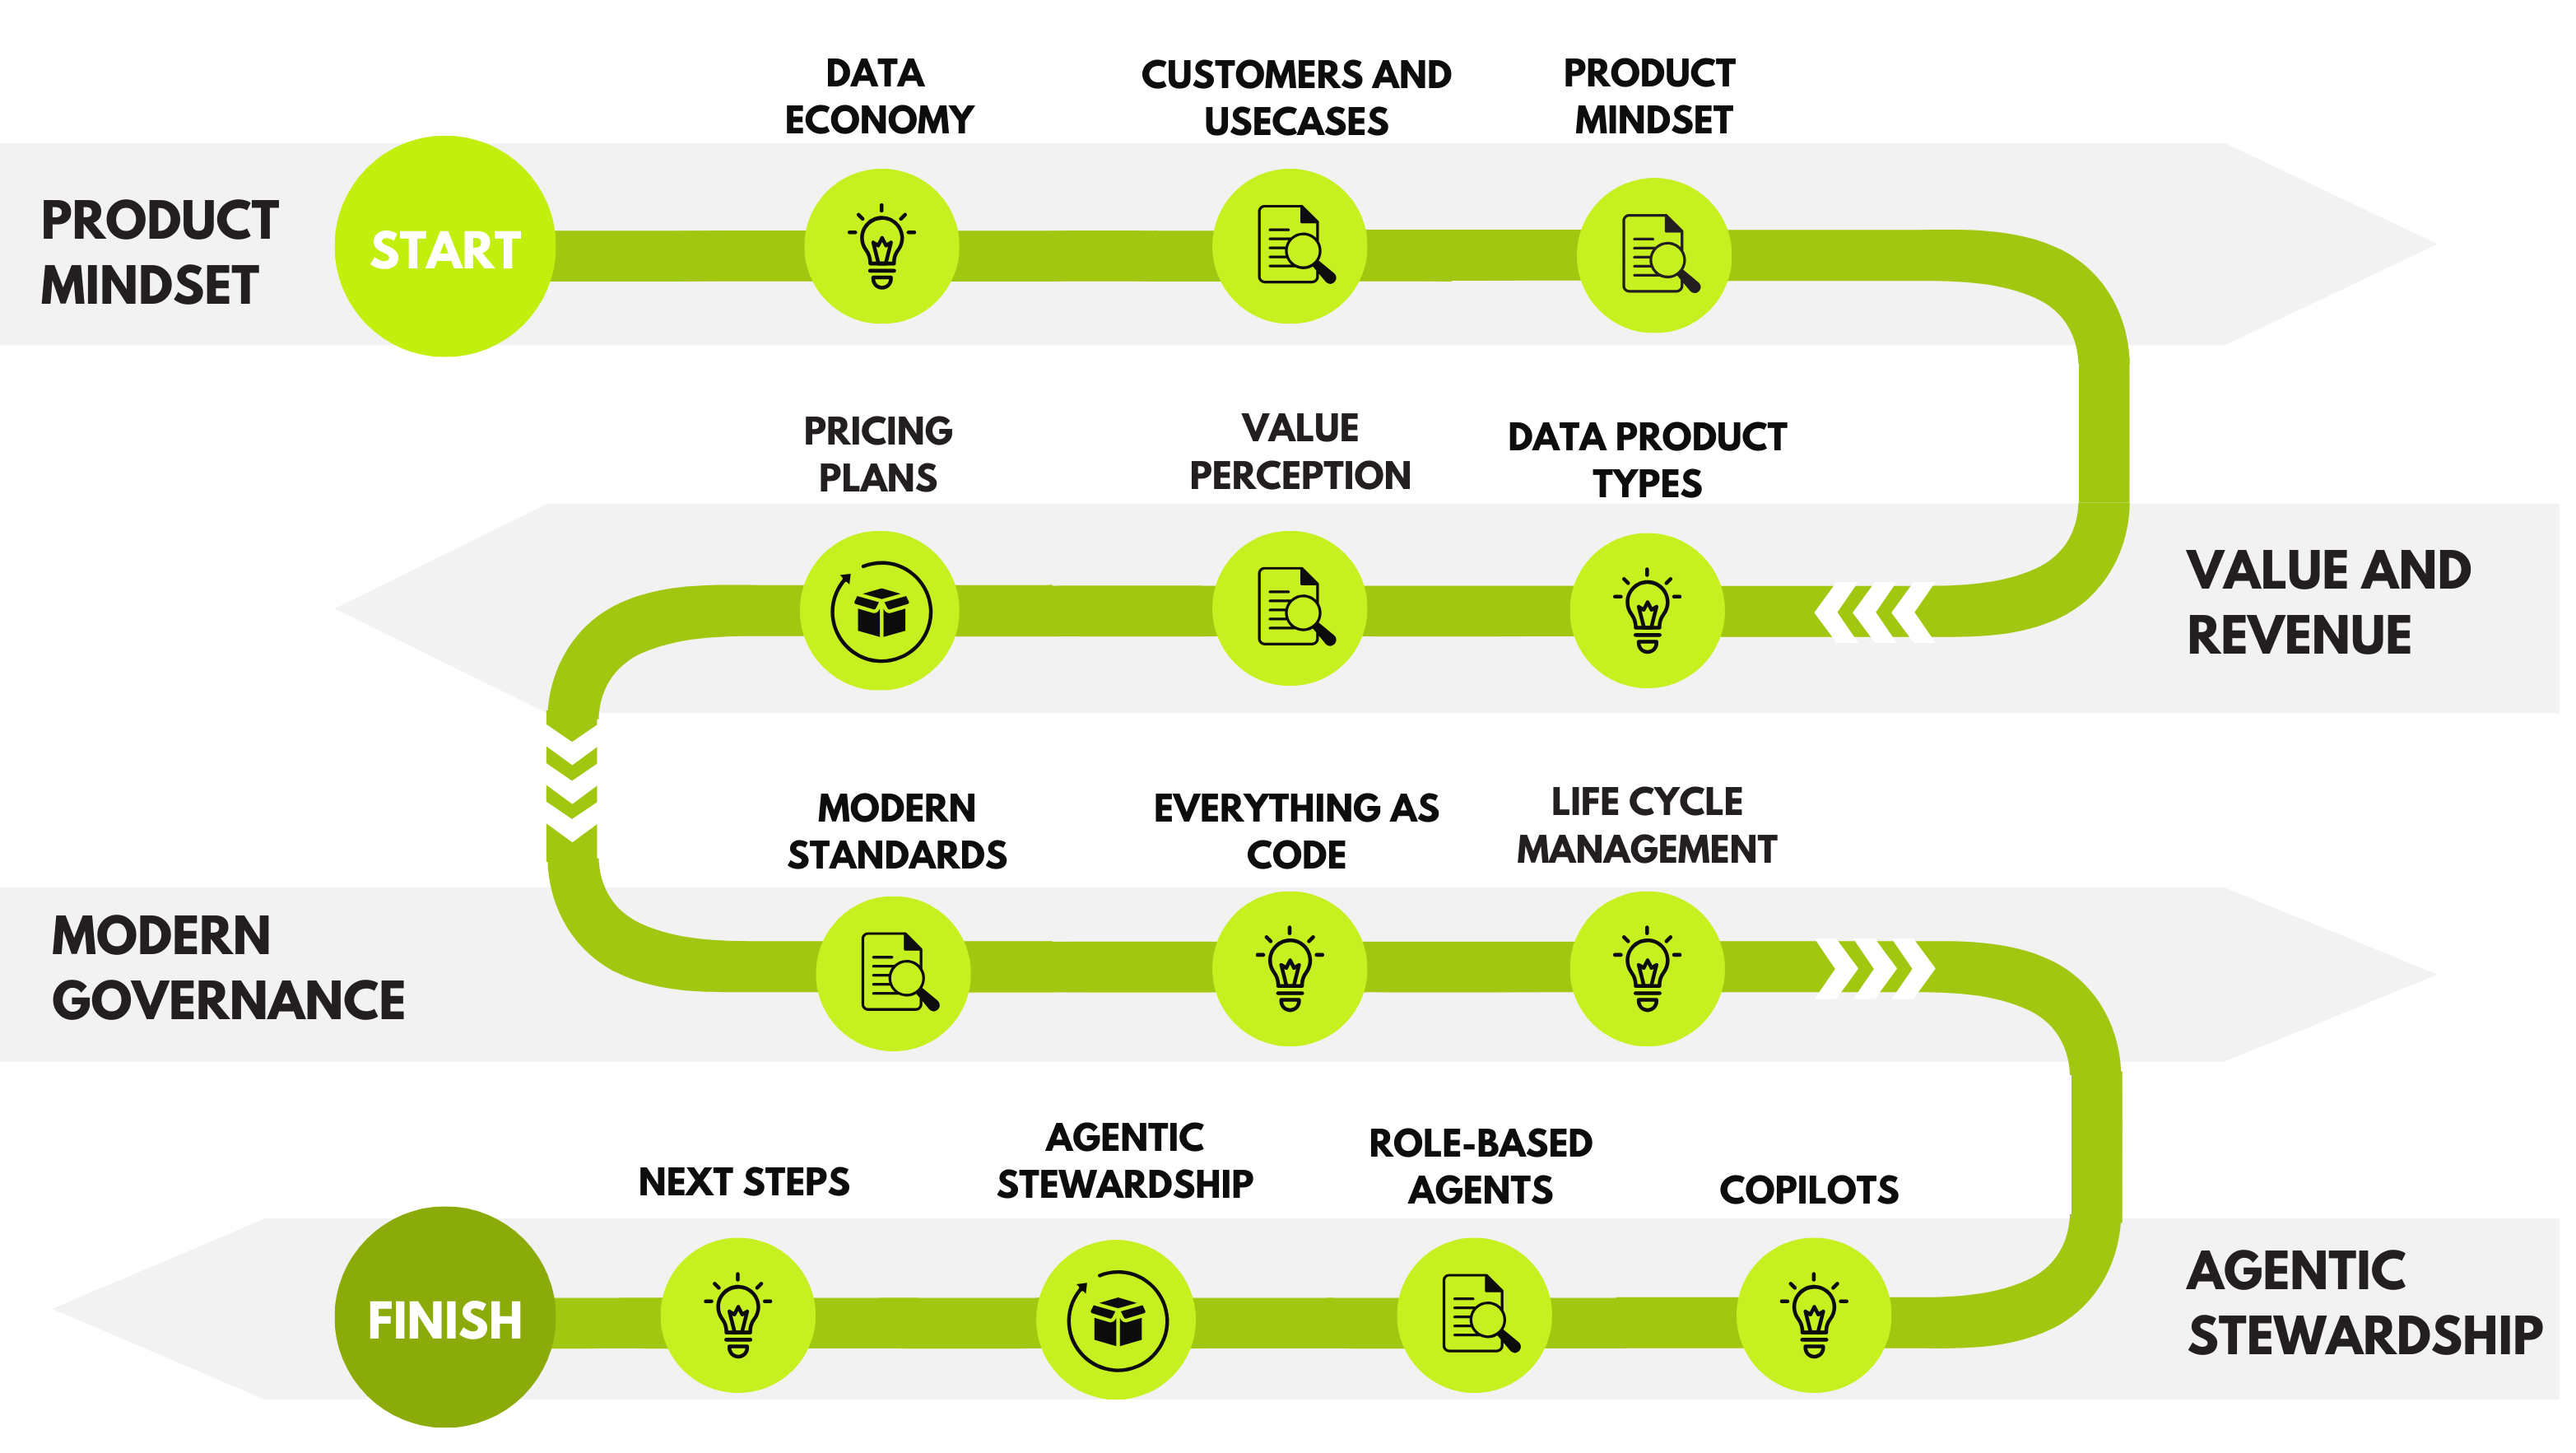 DATA
ECONOMY
CUSTOMERS AND
USECASES
PRODUCT
MINDSET
PRODUCT
MINDSET
START
PRICING
PLANS
VALUE
PERCEPTION
DATA PRODUCT
TYPES
VALUE AND
REVENUE
MODERN
STANDARDS
EVERYTHING AS
CODE
LIFE CYCLE
MANAGEMENT
MODERN
GOVERNANCE
NEXT STEPS
AGENTIC
STEWARDSHIP
ROLE-BASED
AGENTS
COPILOTS
FINISH
AGENTIC
STEWARDSHIP